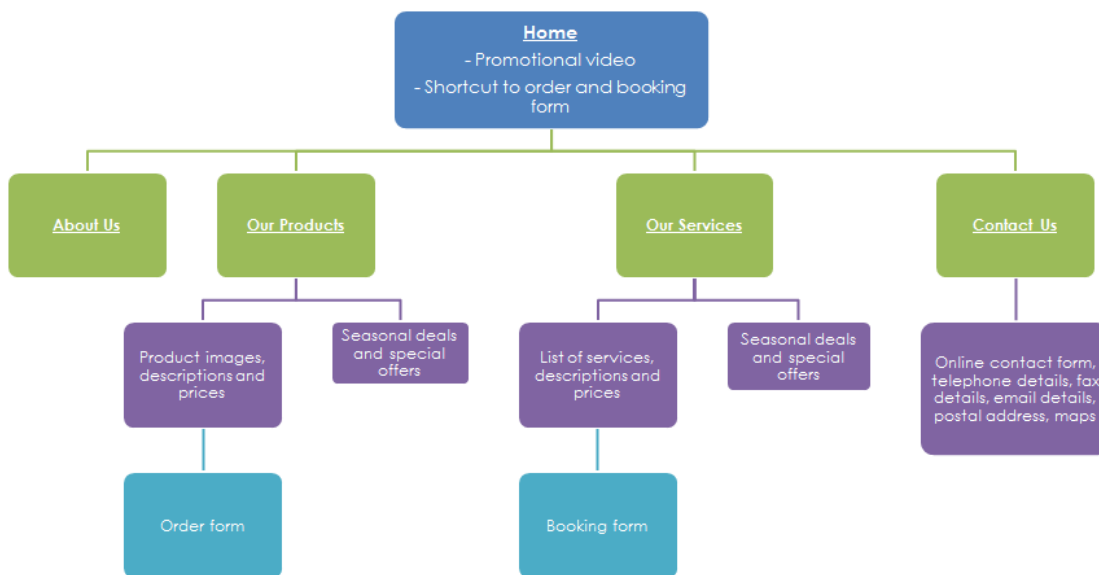 Home
- Promotional video
- Shortcut to order and booking
form
About Us
Our Products
Our Services
Contact Us
Product images,
descriptions and
prices
Seasonal deals
and special
offers
List of services,
descriptions and
prices
Seasonal deals
and special
offers
Online contact form,
telephone details, fax
details, email details,
postal address, maps
Order form
Booking form